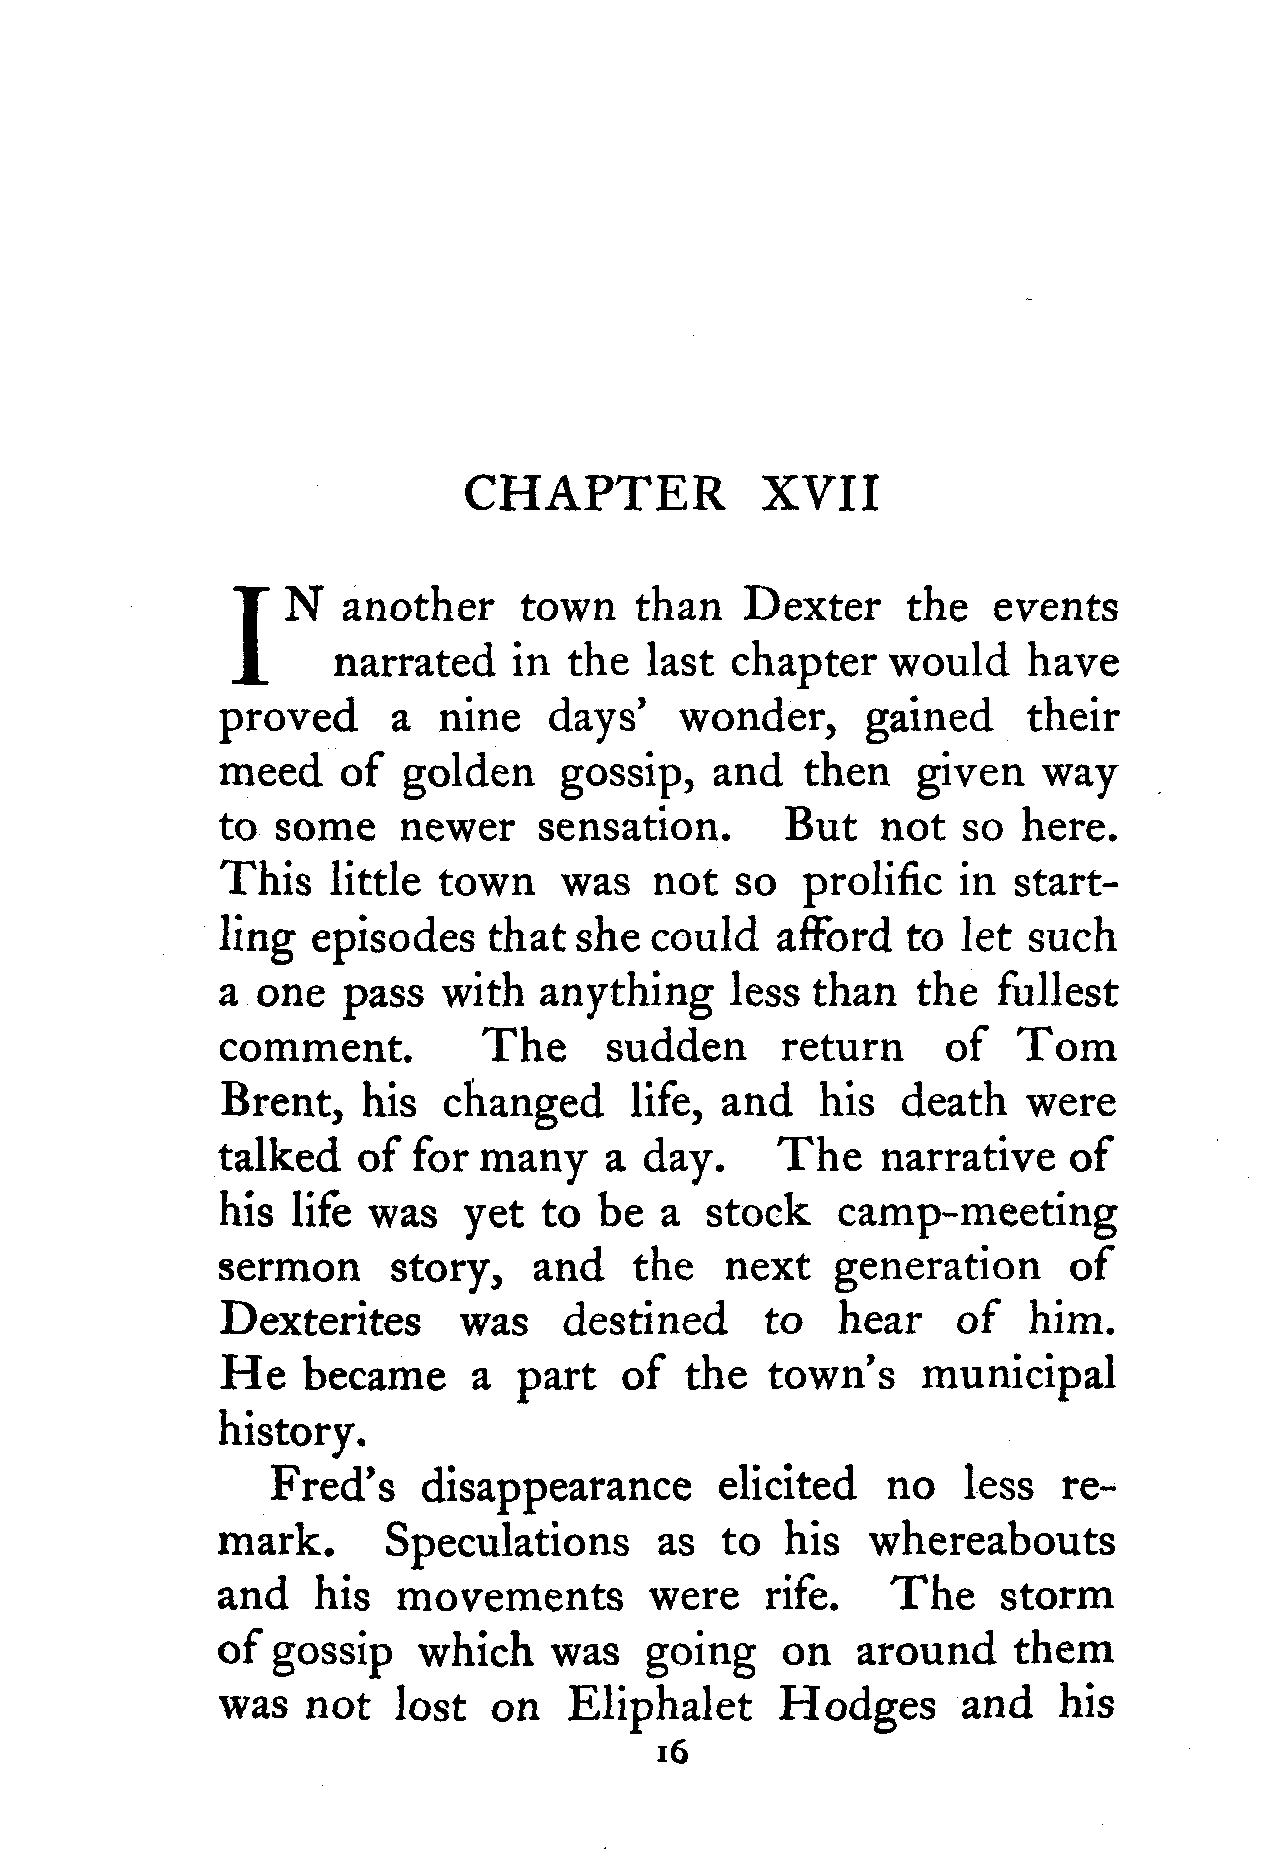 CHAPTER XVII
IN another town than Dexter the events
narrated in the last chapter would have
proved a nine days' wonder, gained their
meed of golden gossip, and then given way
to some newer sensation. But not so here.
This little town was not so prolific in start-
ling episodes that she could afford to let such
a one pass with anything less than the fullest
comment. The sudden return of Tom
Brent, his changed life, and his death were
talked of for many a day. The narrative of
his life was yet to be a stock camp-meeting
sermon story, and the next generation of
Dexterites was destined to hear of him.
He became a part of the town's municipal
history.
Fred's disappearance elicited no less re-
mark. Speculations as to his whereabouts
and his movements were rife. The storm
of gossip which was going on around them
was not lost on Eliphalet Hodges and his
16